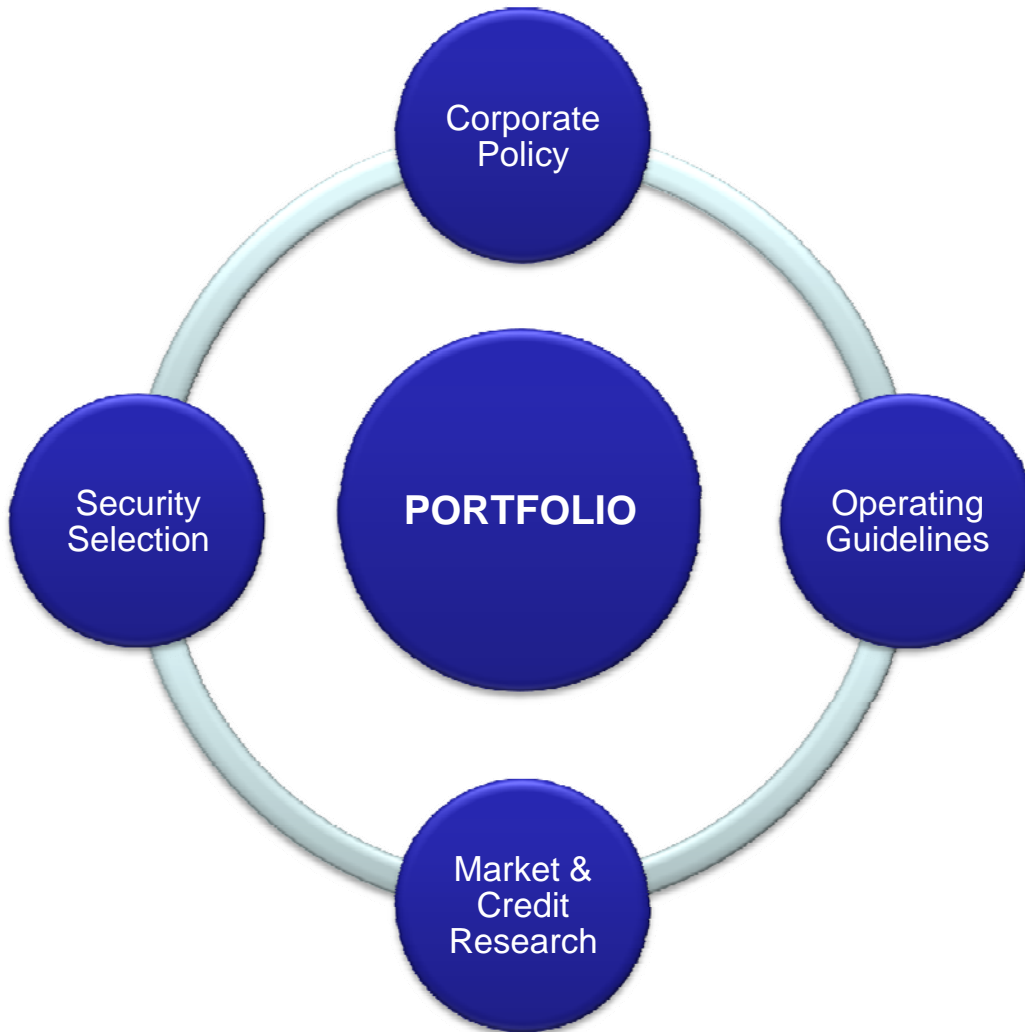 Corporate
Policy
Security
Selection
PORTFOLIO
Operating
Guidelines
Market &
Credit
Research